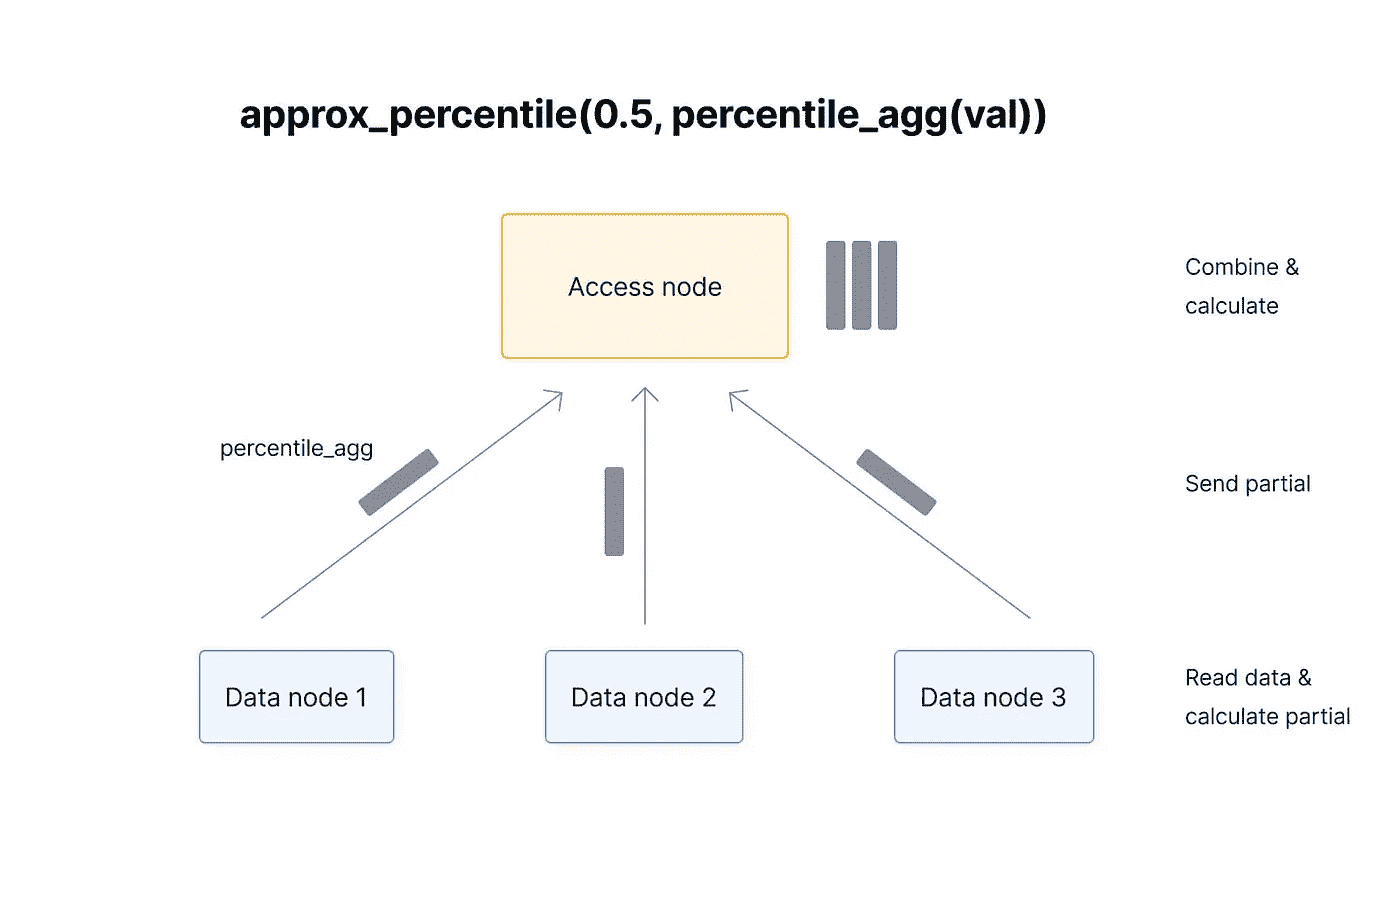 approx_percentile(0.5, percentile_agg(val))
Access node
Combine &
calculate
percentile_agg
Send partial
Data node 1
Data node 2
Data node 3
Read data &
calculate partial